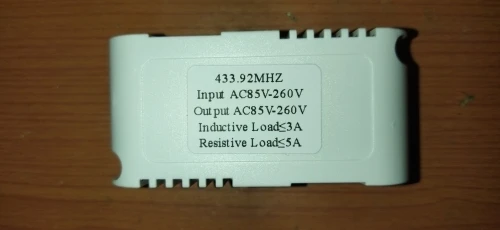 433.92MHZ
Input AC85V-260V
Output AC85V-260V
Inductive Load≤3A
Resistive Load≤5A